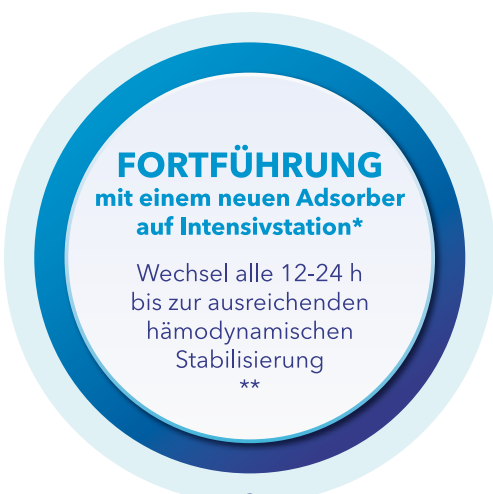 FORTFÜHRUNG
mit einem neuen Adsorber
auf Intensivstation*
Wechsel alle 12-24 h
bis zur ausreichenden
hämodynamischen
Stabilisierung
**